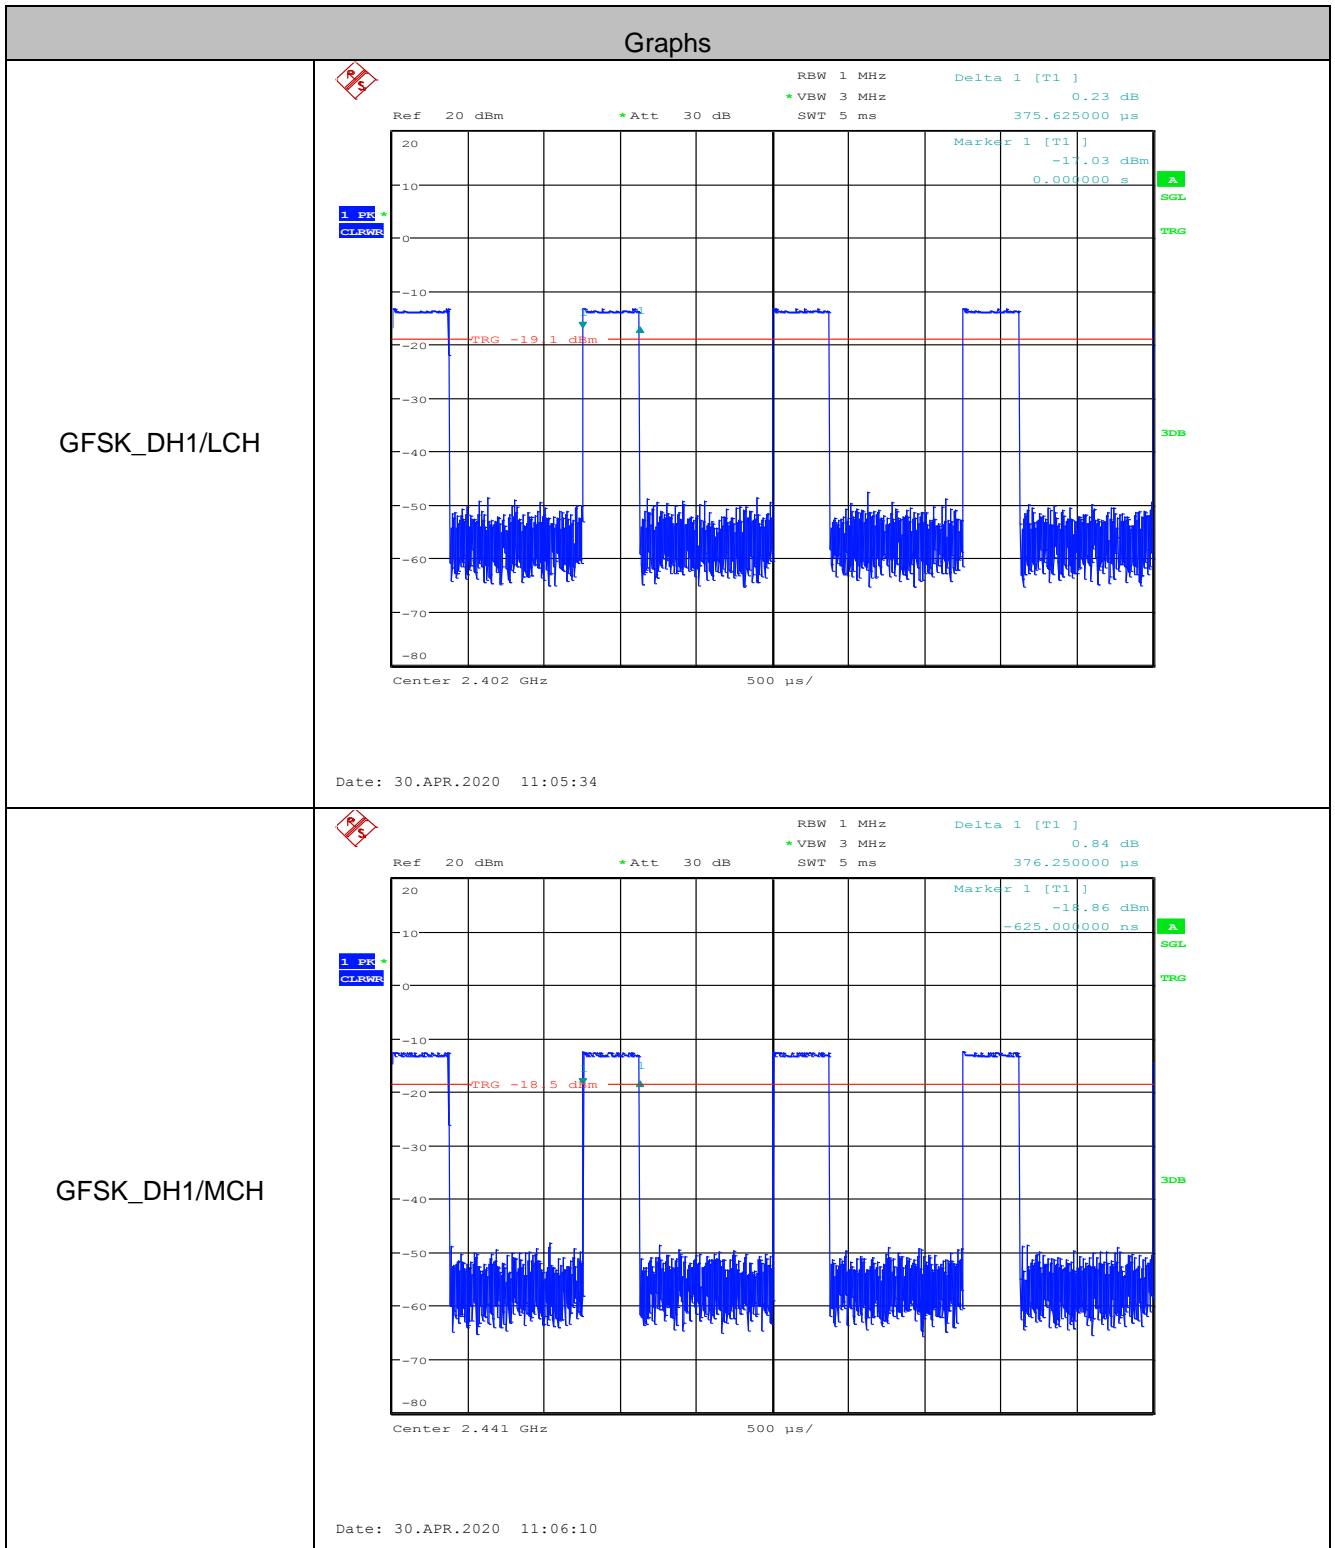 Graphs
GFSK_DH1/LCH
R S
RBW 1 MHz
Delta 1 [T1 ]
* VBW 3 MHz
0.23 dB
Ref 20 dBm
* Att 30 dB
SWT 5 ms
375.625000 µs
20
Marker 1 [T1 ]
-17.03 dBm
0.000000 s
A
SGL
10
1 PK *
CLRWR
TRG
0
-10
1
1
TRG -19.1 dBm
-20
-30
3DB
-40
-50
-60
-70
-80
Center 2.402 GHz
500 µs/
Date: 30.APR.2020 11:05:34
GFSK_DH1/MCH
R S
RBW 1 MHz
Delta 1 [T1 ]
* VBW 3 MHz
0.84 dB
Ref 20 dBm
* Att 30 dB
SWT 5 ms
376.250000 µs
20
Marker 1 [T1 ]
-18.86 dBm
-625.000000 ns
A
SGL
10
1 PK *
CLRWR
TRG
0
-10
1
1
TRG -18.5 dBm
-20
-30
3DB
-40
-50
-60
-70
-80
Center 2.441 GHz
500 µs/
Date: 30.APR.2020 11:06:10